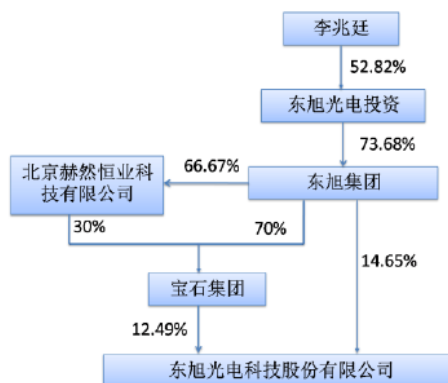 李兆廷
52.82%
东旭光电投资
73.68%
北京赫然恒业科
技有限公司
66.67%
东旭集团
30%
70%
14.65%
宝石集团
12.49%
东旭光电科技股份有限公司